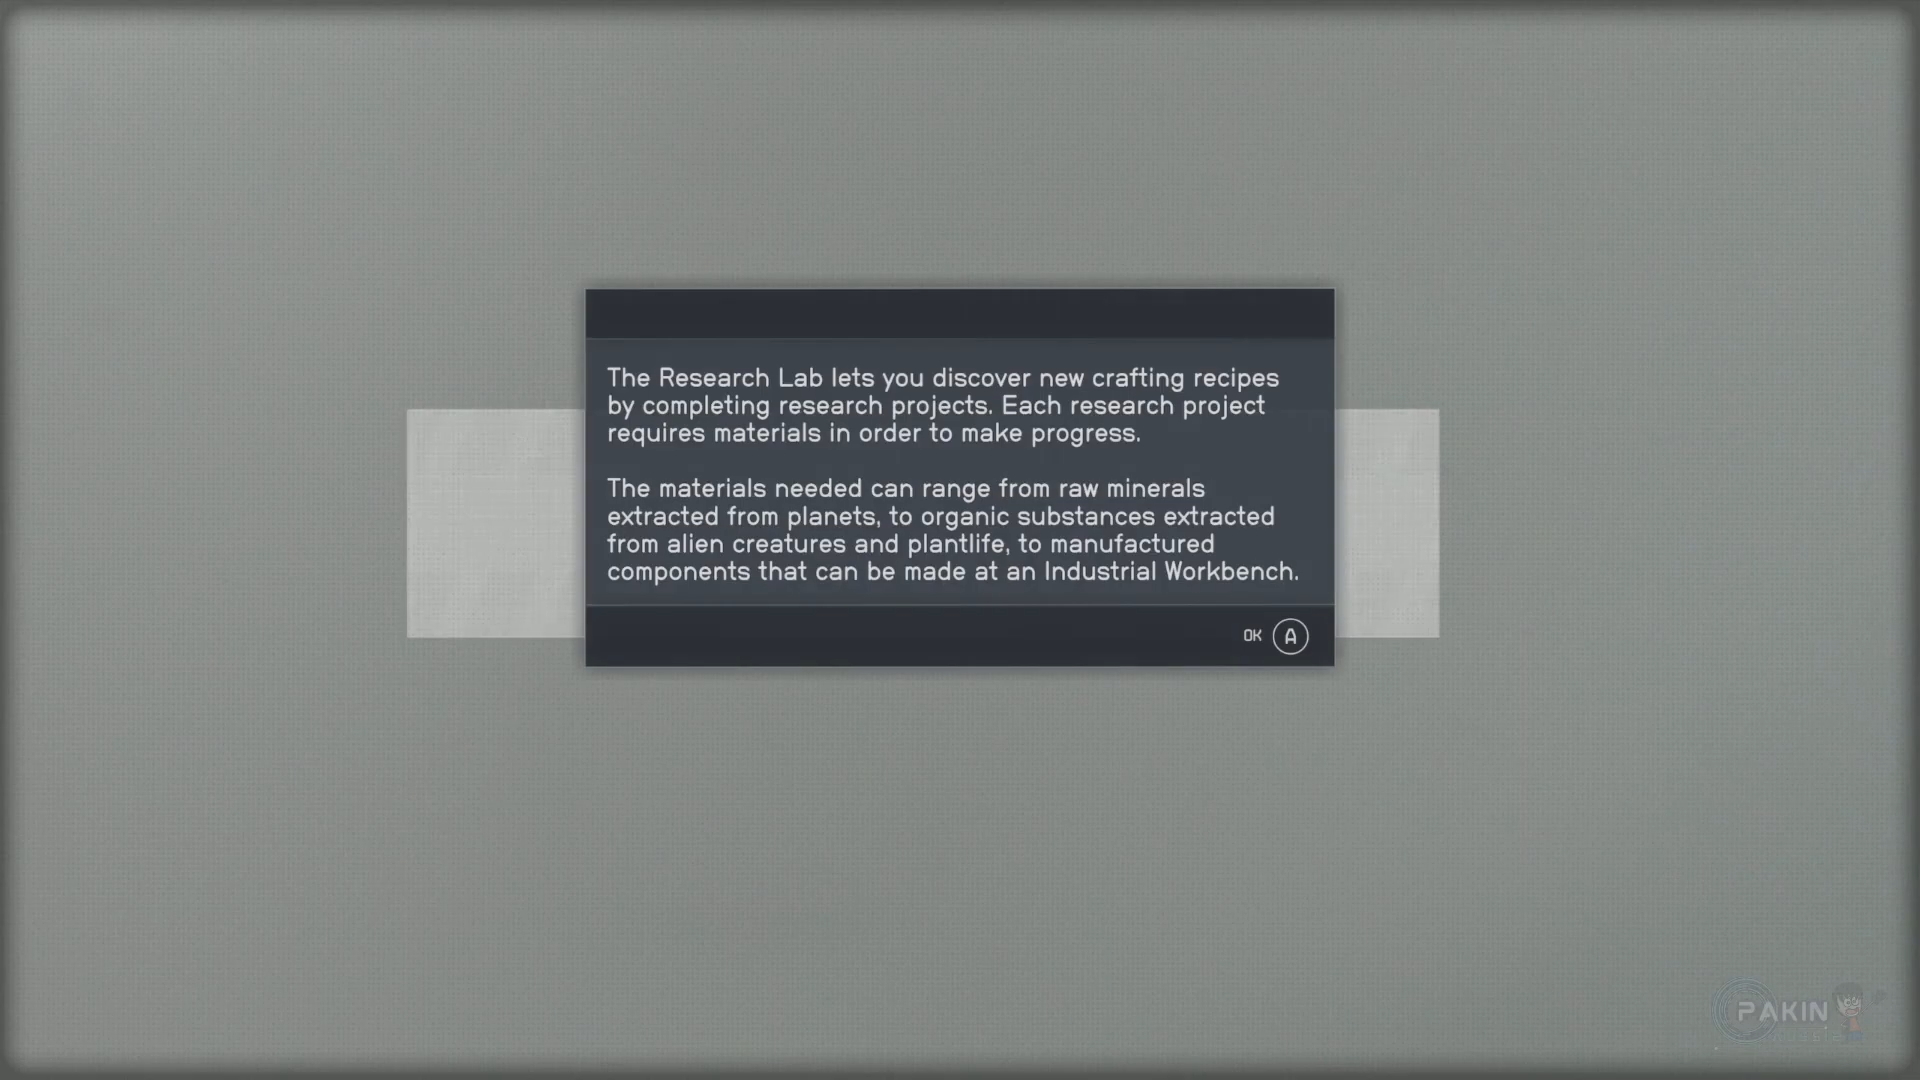 The Research Lab lets you discover new crafting recipes
by completing research projects. Each research project
requires materials in order to make progress.
The materials needed can range from raw minerals
extracted from planets, to organic substances extracted
from alien creatures and plantlife, to manufactured
components that can be made at an Industrial Workbench.
OK A
PAKIN